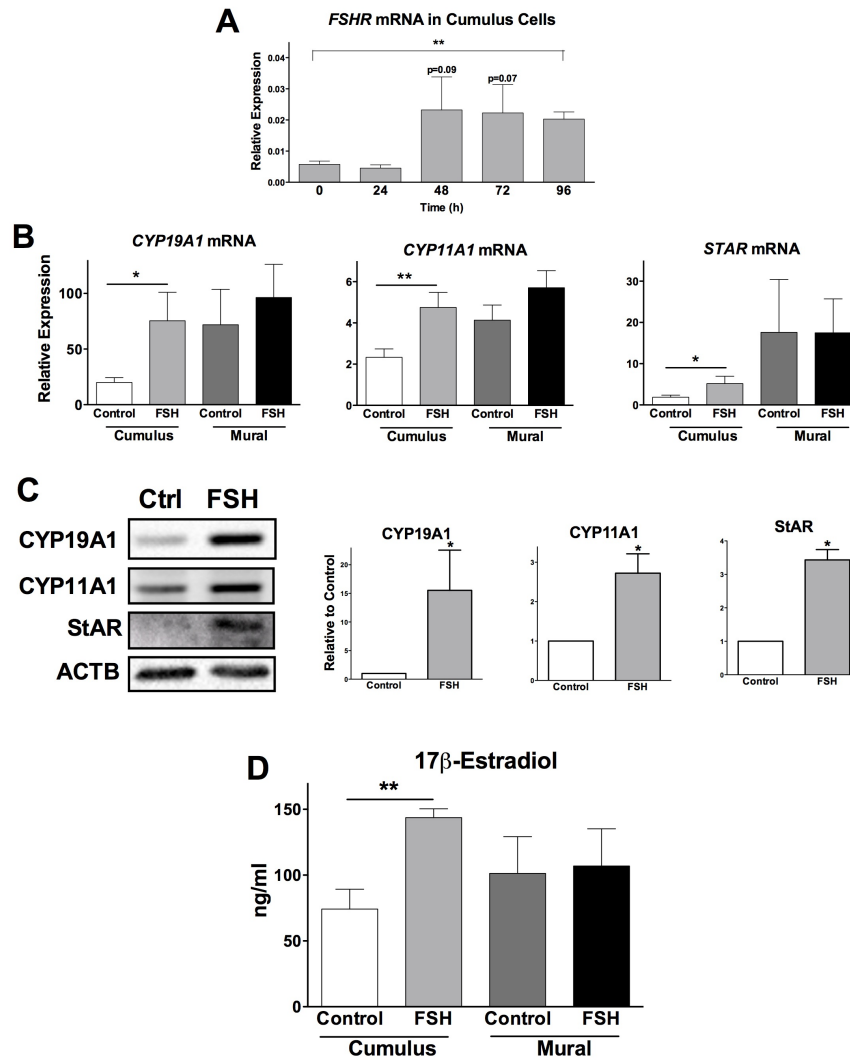 A
FSHR mRNA in Cumulus Cells
**
p=0.09
p=0.07
0.04
0.03
0.02
0.01
0.00
Relative Expression
0 24 48 72 96
Time (h)
B
CYP19A1 mRNA
*
100
50
0
Relative Expression
Control FSH Control FSH
Cumulus Mural
CYP11A1 mRNA
**
6
4
2
0
Control FSH Control FSH
Cumulus Mural
STAR mRNA
*
30
20
10
0
Control FSH Control FSH
Cumulus Mural
C
Ctrl FSH
CYP19A1
CYP11A1
StAR
ACTB
CYP19A1
*
20
15
10
5
0
Relative to Control
Control FSH
CYP11A1
*
3
2
1
0
Control FSH
StAR
*
4
3
2
1
0
Control FSH
D
17β-Estradiol
**
150
100
50
0
ng/ml
Control FSH Control FSH
Cumulus Mural